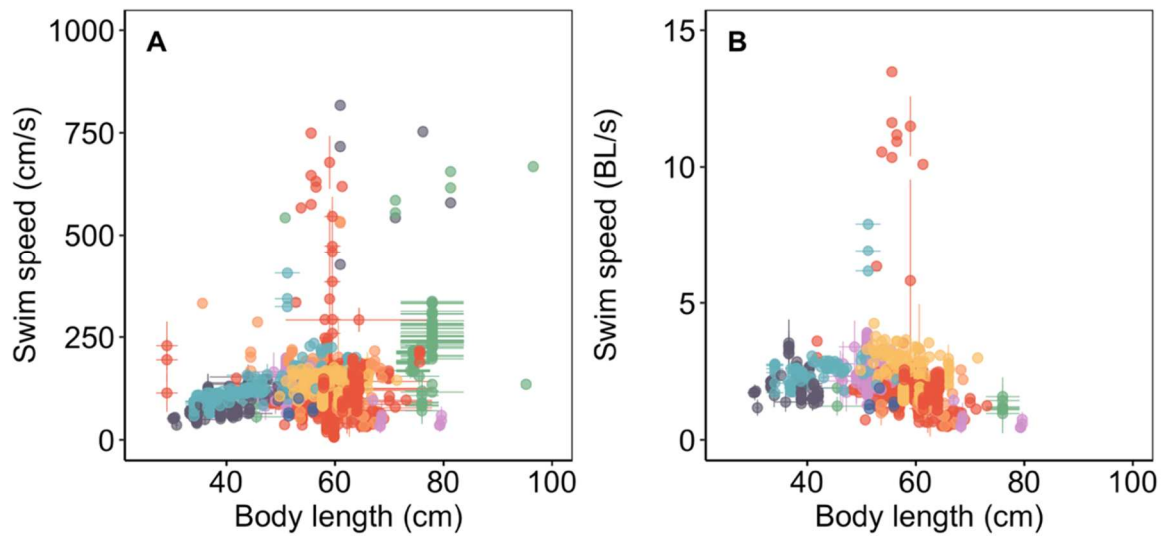 A
1000
750
500
250
0
Swim speed (cm/s)
40 60 80 100
Body length (cm)
B
15
10
5
0
Swim speed (BL/s)
40 60 80 100
Body length (cm)